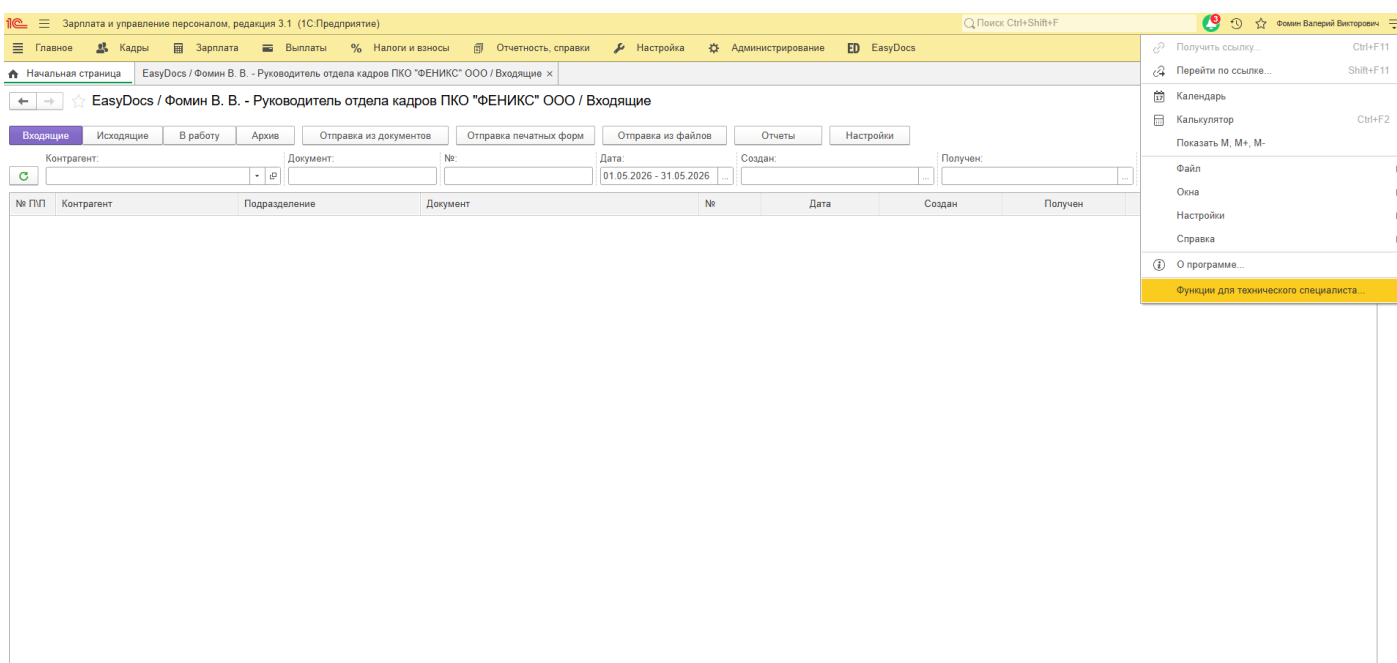 Зарплата и управление персоналом, редакция 3.1 (1С:Предприятие)
Поиск Ctrl+Shift+F
3
Фомин Валерий Викторович
Главное Кадры Зарплата Выплаты % Налоги и взносы Отчетность, справки Настройка Администрирование ED EasyDocs
Начальная страница EasyDocs / Фомин В. В. - Руководитель отдела кадров ПКО "ФЕНИКС" ООО / Входящие ×
EasyDocs / Фомин В. В. - Руководитель отдела кадров ПКО "ФЕНИКС" ООО / Входящие
Входящие Исходящие В работу Архив Отправка из документов Отправка печатных форм Отправка из файлов Отчеты Настройки
Контрагент: Документ: №: Дата: Создан: Получен:
01.05.2026 - 31.05.2026 ... ... ...
№ П\П Контрагент Подразделение Документ № Дата Создан Получен
Получить ссылку... Ctrl+F11
Перейти по ссылке... Shift+F11
17 Календарь
Калькулятор Ctrl+F2
Показать M, M+, M-
Файл
Окна
Настройки
Справка
О программе...
Функции для технического специалиста...